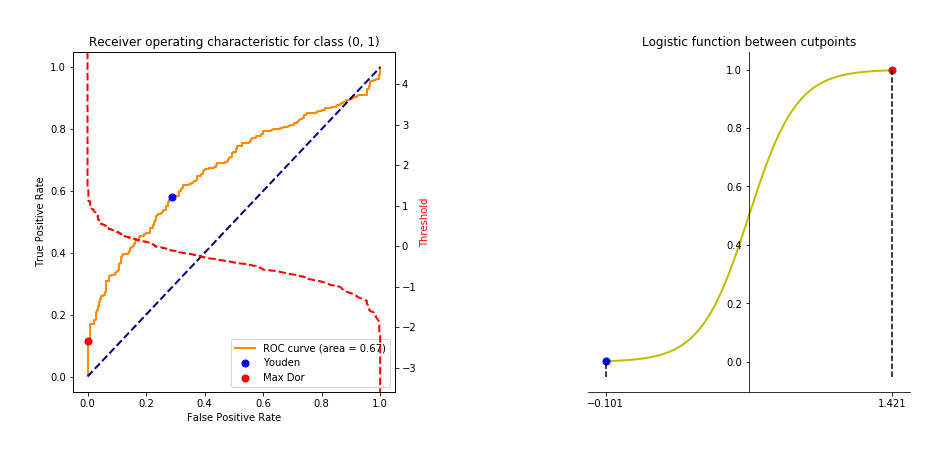 Receiver operating characteristic for class (0, 1)
1.0
0.8
0.6
0.4
0.2
0.0
True Positive Rate
0.0 0.2 0.4 0.6 0.8 1.0
False Positive Rate
4
3
2
1
0
−1
−2
−3
Threshold
ROC curve (area = 0.67)
Youden
Max Dor
Logistic function between cutpoints
1.0
0.8
0.6
0.4
0.2
0.0
−0.101 1.421